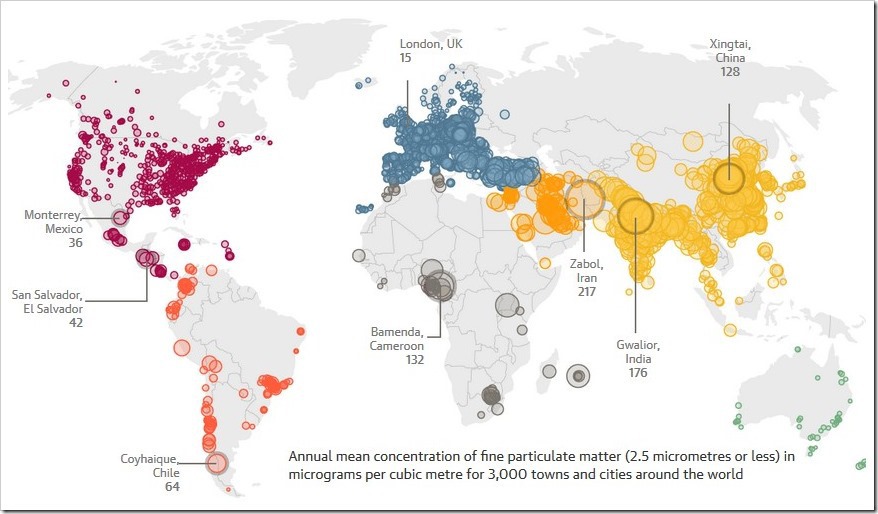 London, UK
15
Xingtai,
China
128
Monterrey,
Mexico
36
San Salvador,
El Salvador
42
Zabol,
Iran
217
Bamenda,
Cameroon
132
Gwalior,
India
176
Coyhaique,
Chile
64
Annual mean concentration of fine particulate matter (2.5 micrometres or less) in
micrograms per cubic metre for 3,000 towns and cities around the world